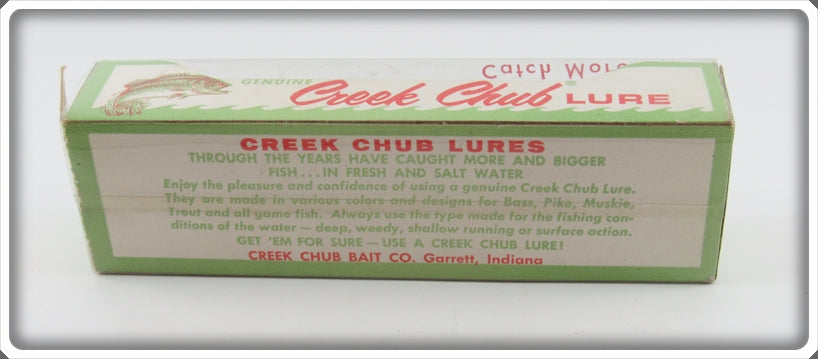 Catch More
GENUINE Creek Chub® LURE
CREEK CHUB LURES
THROUGH THE YEARS HAVE CAUGHT MORE AND BIGGER
FISH...IN FRESH AND SALT WATER
Enjoy the pleasure and confidence of using a genuine Creek Chub Lure.
They are made in various colors and designs for Bass, Pike, Muskie,
Trout and all game fish. Always use the type made for the fishing con-
ditions of the water — deep, weedy, shallow running or surface action.
GET 'EM FOR SURE — USE A CREEK CHUB LURE!
CREEK CHUB BAIT CO. Garrett, Indiana